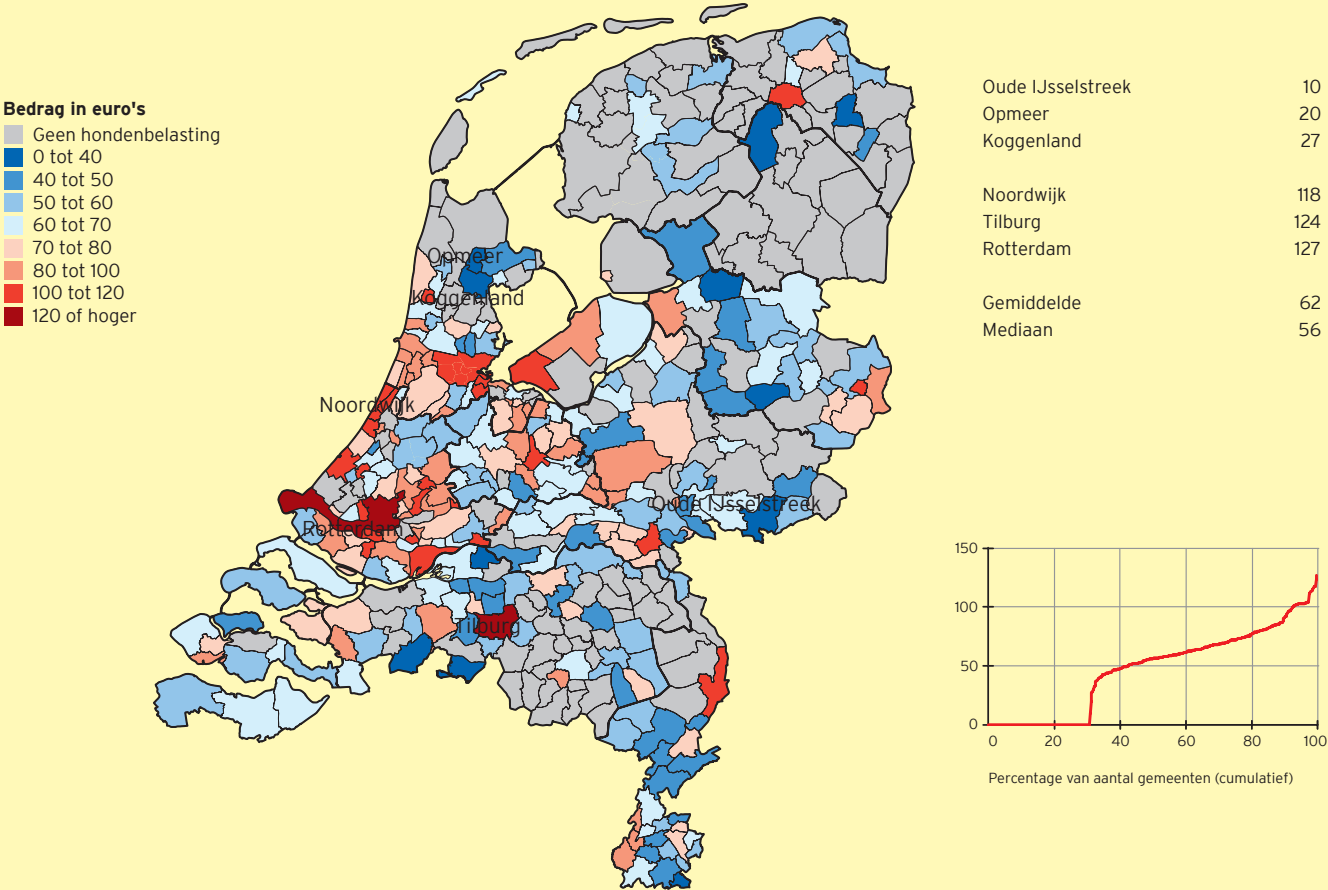 Bedrag in euro's
Geen hondenbelasting
0 tot 40
40 tot 50
50 tot 60
60 tot 70
70 tot 80
80 tot 100
100 tot 120
120 of hoger
Opmeer
Koggenland
Noordwijk
Oude IJsselstreek
Rotterdam
Tilburg
Oude IJsselstreek 10
Opmeer 20
Koggenland 27
Noordwijk 118
Tilburg 124
Rotterdam 127
Gemiddelde 62
Mediaan 56
150
100
50
0
0 20 40 60 80 100
Percentage van aantal gemeenten (cumulatief)